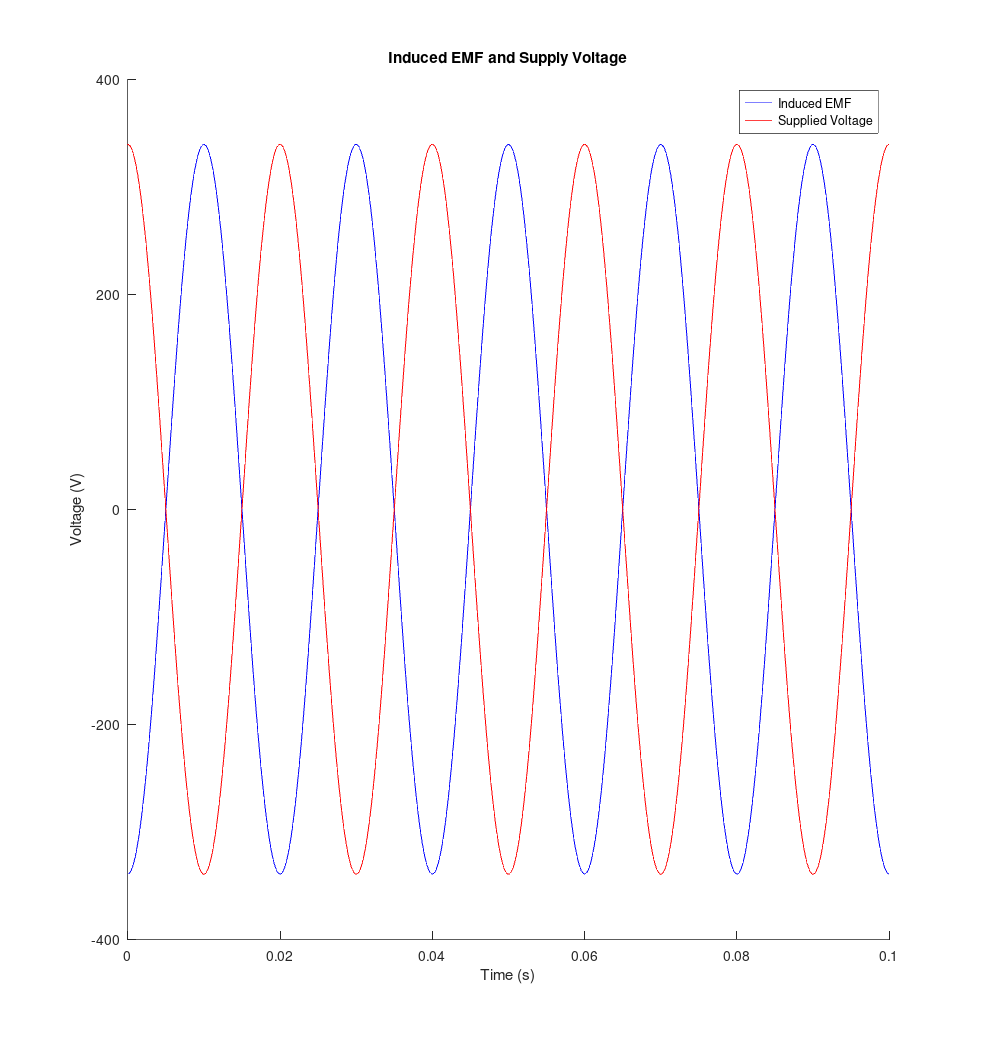 Induced EMF and Supply Voltage
400
Induced EMF
Supplied Voltage
200
Voltage (V)
0
-200
-400
0 0.02 0.04 0.06 0.08 0.1
Time (s)